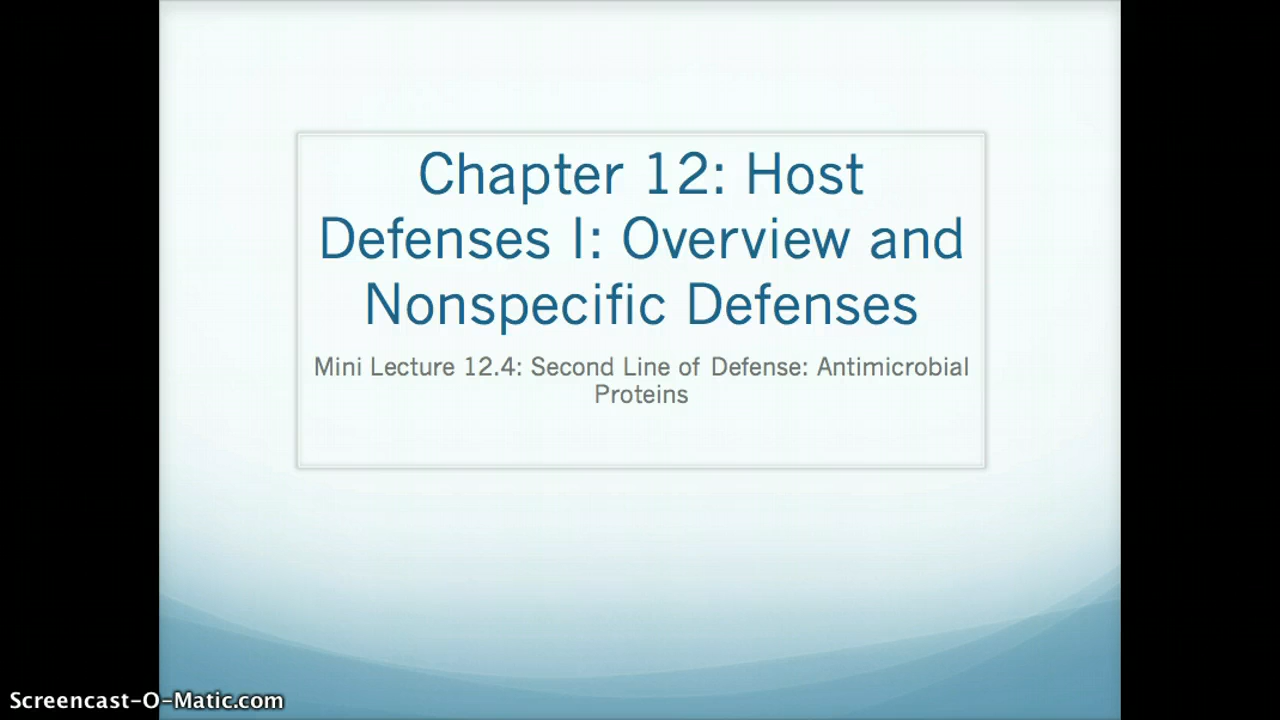 Chapter 12: Host
Defenses I: Overview and
Nonspecific Defenses
Mini Lecture 12.4: Second Line of Defense: Antimicrobial
Proteins
Screencast-O-Matic.com